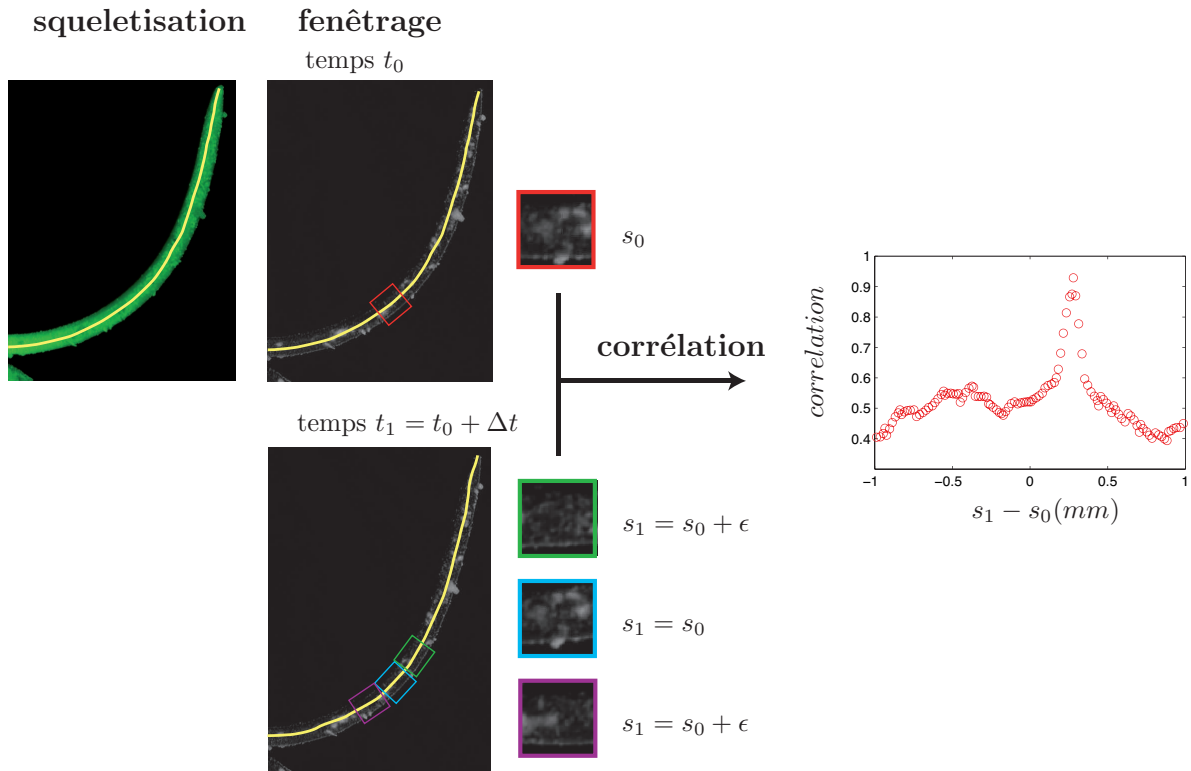 squeletisation
fenêtrage
temps t₀
s₀
corrélation
temps t₁ = t₀ + Δt
s₁ = s₀ + ϵ
s₁ = s₀
s₁ = s₀ + ϵ
correlation
1
0.9
0.8
0.7
0.6
0.5
0.4
−1
−0.5
0
0.5
1
s₁ − s₀(mm)